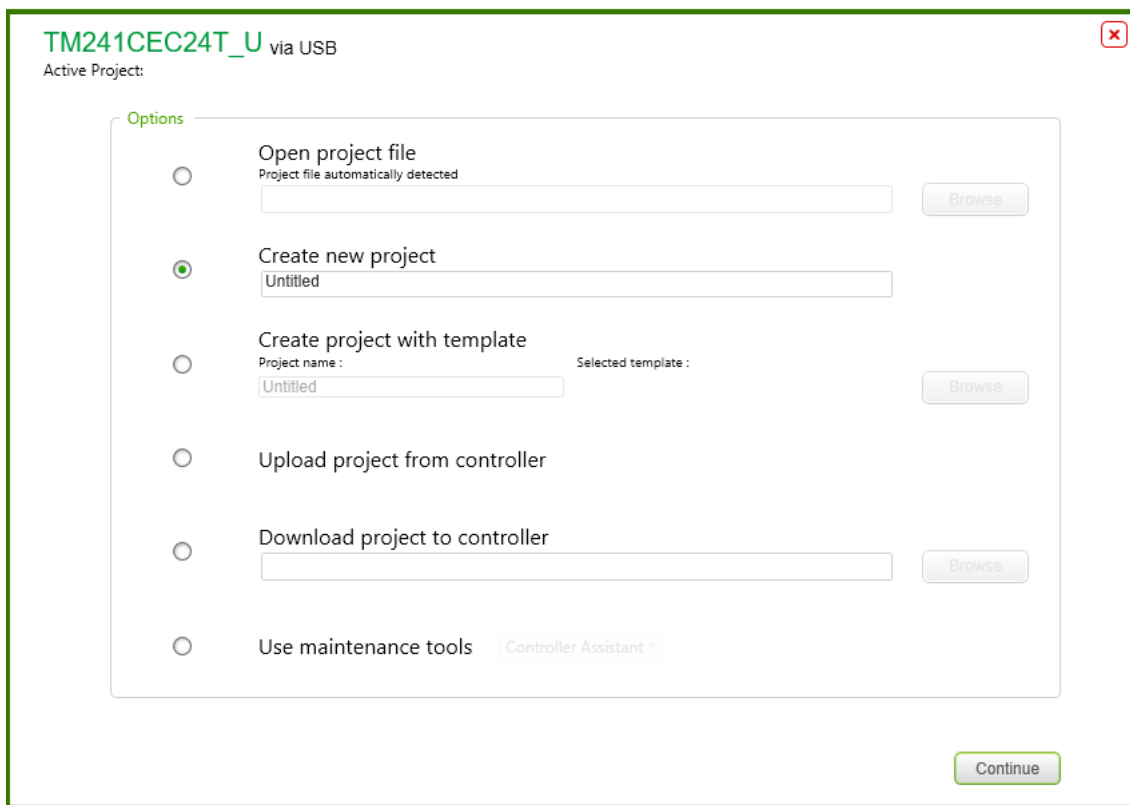 TM241CEC24T_U via USB
Active Project:
Options
Open project file
Project file automatically detected
Browse
Create new project
Untitled
Create project with template
Project name :
Selected template :
Untitled
Browse
Upload project from controller
Download project to controller
Browse
Use maintenance tools
Controller Assistant
Continue